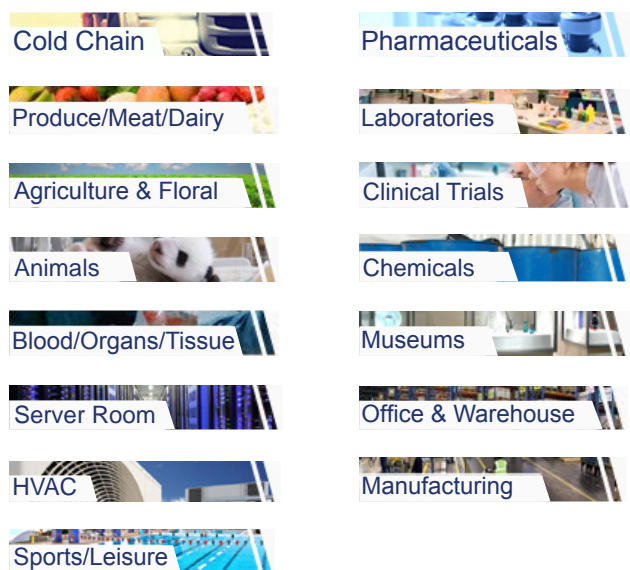 Cold Chain
Pharmaceuticals
Produce/Meat/Dairy
Laboratories
Agriculture & Floral
Clinical Trials
Animals
Chemicals
Blood/Organs/Tissue
Museums
Server Room
Office & Warehouse
HVAC
Manufacturing
Sports/Leisure